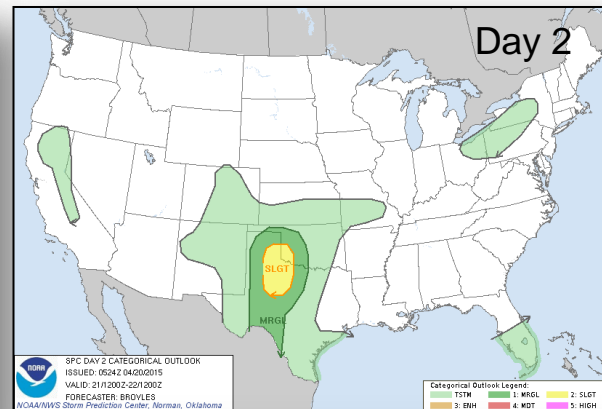 Day 2
SLGT
MRGL
NOAA
SPC DAY 2 CATEGORICAL OUTLOOK
ISSUED: 0524Z 04/20/2015
VALID: 21/1200Z-22/1200Z
FORECASTER: BROYLES
NOAA/NWS Storm Prediction Center, Norman, Oklahoma
Categorical Outlook Legend:
TSTM 1: MRGL 2: SLGT
3: ENH 4: MDT 5: HIGH